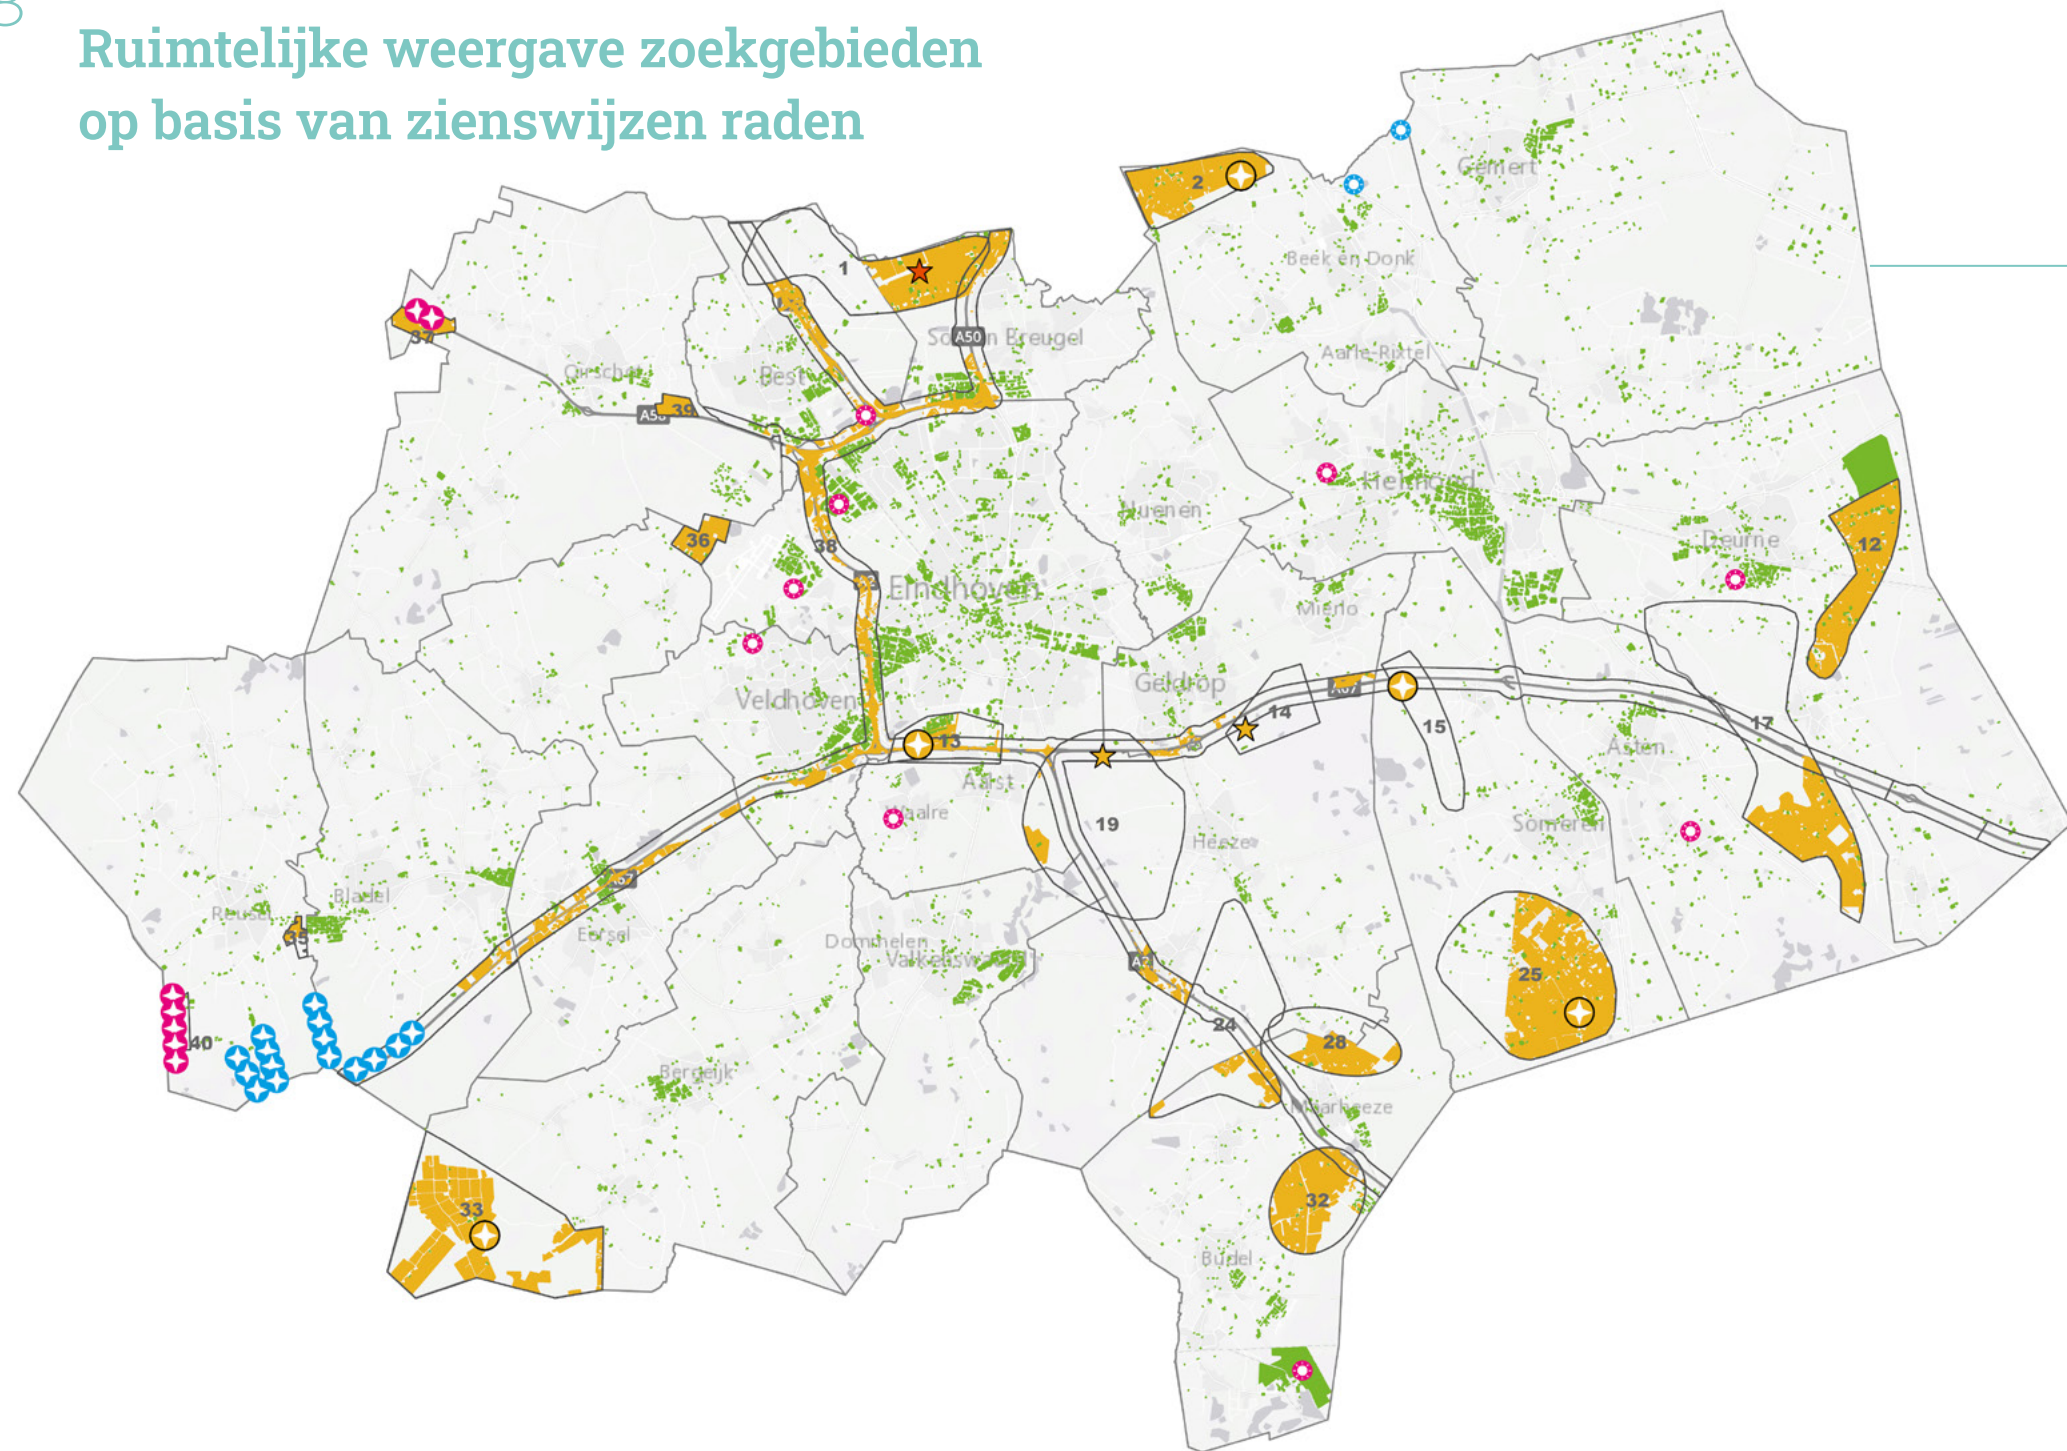 Ruimtelijke weergave zoekgebieden
op basis van zienswijzen raden
Gemert
2
Beek en Donk
1
A50
Son en Breugel
37
Aarle-Rixtel
Oirschot
Best
A58
39
Helmond
Nuenen
36
38
Deurne
12
Eindhoven
Mierlo
Geldrop
Veldhoven
A67
14
15
17
13
Asten
Aalst
Waalre
19
Someren
Heeze
A67
Bladel
Reusel
35
Eersel
Dommelen
Valkenswaard
A2
25
24
28
40
Bergeijk
Maarheeze
33
32
Budel